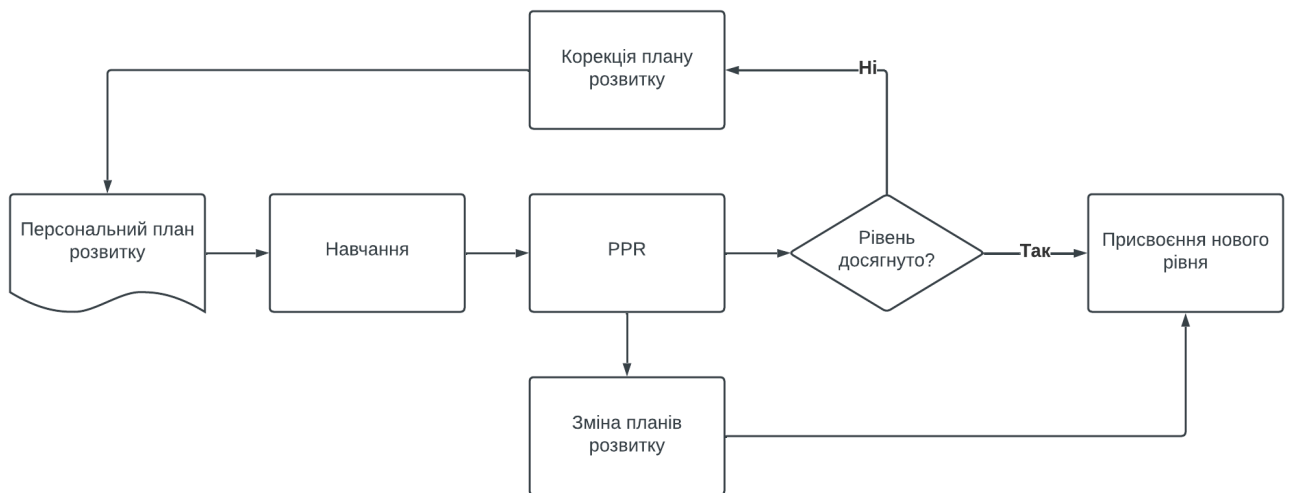 Корекція плану
розвитку
Ні
Персональний план
розвитку
Навчання
PPR
Рівень
досягнуто?
Так
Присвоєння нового
рівня
Зміна планів
розвитку